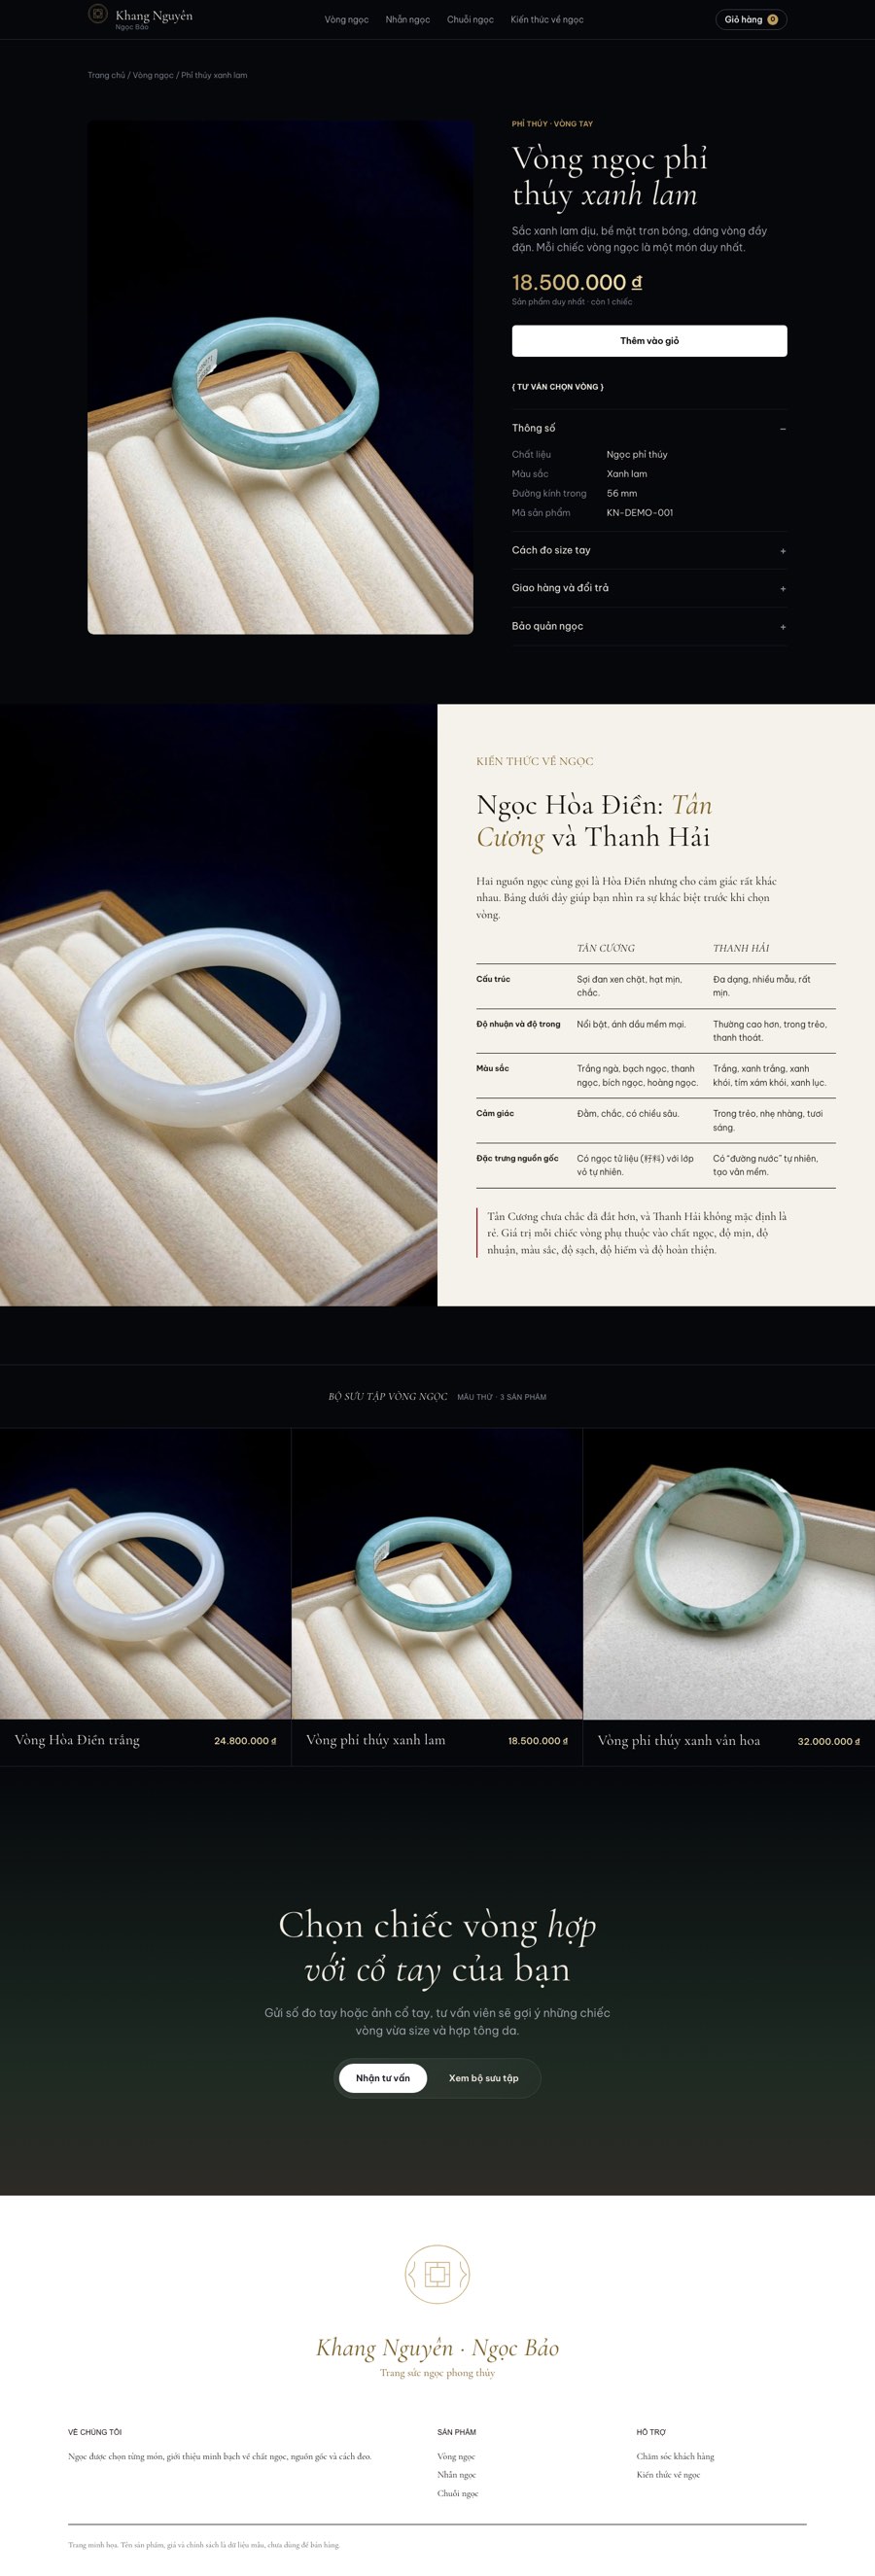 Khang Nguyên
Ngọc Bảo
Vòng ngọc
Nhẫn ngọc
Chuỗi ngọc
Kiến thức về ngọc
Giỏ hàng 0
Trang chủ / Vòng ngọc / Phỉ thúy xanh lam
PHỈ THÚY · VÒNG TAY
Vòng ngọc phỉ
thúy xanh lam
Sắc xanh lam dịu, bề mặt trơn bóng, dáng vòng đầy
đặn. Mỗi chiếc vòng ngọc là một món duy nhất.
18.500.000 ₫
Sản phẩm duy nhất · còn 1 chiếc
Thêm vào giỏ
{ TƯ VẤN CHỌN VÒNG }
Thông số −
Chất liệu Ngọc phỉ thúy
Màu sắc Xanh lam
Đường kính trong 56 mm
Mã sản phẩm KN-DEMO-001
Cách đo size tay +
Giao hàng và đổi trả +
Bảo quản ngọc +
KIẾN THỨC VỀ NGỌC
Ngọc Hòa Điền: Tân
Cương và Thanh Hải
Hai nguồn ngọc cùng gọi là Hòa Điền nhưng cho cảm giác rất khác
nhau. Bảng dưới đây giúp bạn nhìn ra sự khác biệt trước khi chọn
vòng.
TÂN CƯƠNG THANH HẢI
Cấu trúc Sợi đan xen chặt, hạt mịn, Đa dạng, nhiều mẫu, rất
chắc. mịn.
Độ nhuận và độ trong Nổi bật, ánh dầu mềm mại. Thường cao hơn, trong trẻo,
thanh thoát.
Màu sắc Trắng ngà, bạch ngọc, thanh Trắng, xanh trắng, xanh
ngọc, bích ngọc, hoàng ngọc. khói, tím xám khói, xanh lục.
Cảm giác Đầm, chắc, có chiều sâu. Trong trẻo, nhẹ nhàng, tươi
sáng.
Đặc trưng nguồn gốc Có ngọc tử liệu (籽料) với lớp Có “đường nước” tự nhiên,
vỏ tự nhiên. tạo vân mềm.
Tân Cương chưa chắc đã đắt hơn, và Thanh Hải không mặc định là
rẻ. Giá trị mỗi chiếc vòng phụ thuộc vào chất ngọc, độ mịn, độ
nhuận, màu sắc, độ sạch, độ hiếm và độ hoàn thiện.
BỘ SƯU TẬP VÒNG NGỌC MẪU THỬ · 3 SẢN PHẨM
Vòng Hòa Điền trắng 24.800.000 ₫
Vòng phỉ thúy xanh lam 18.500.000 ₫
Vòng phỉ thúy xanh vân hoa 32.000.000 ₫
Chọn chiếc vòng hợp
với cổ tay của bạn
Gửi số đo tay hoặc ảnh cổ tay, tư vấn viên sẽ gợi ý những chiếc
vòng vừa size và hợp tông da.
Nhận tư vấn
Xem bộ sưu tập
Khang Nguyên · Ngọc Bảo
Trang sức ngọc phong thủy
VỀ CHÚNG TÔI
Ngọc được chọn từng món, giới thiệu minh bạch về chất ngọc, nguồn gốc và cách đeo.
SẢN PHẨM
Vòng ngọc
Nhẫn ngọc
Chuỗi ngọc
HỖ TRỢ
Chăm sóc khách hàng
Kiến thức về ngọc
Trang minh họa. Tên sản phẩm, giá và chính sách là dữ liệu mẫu, chưa dùng để bán hàng.